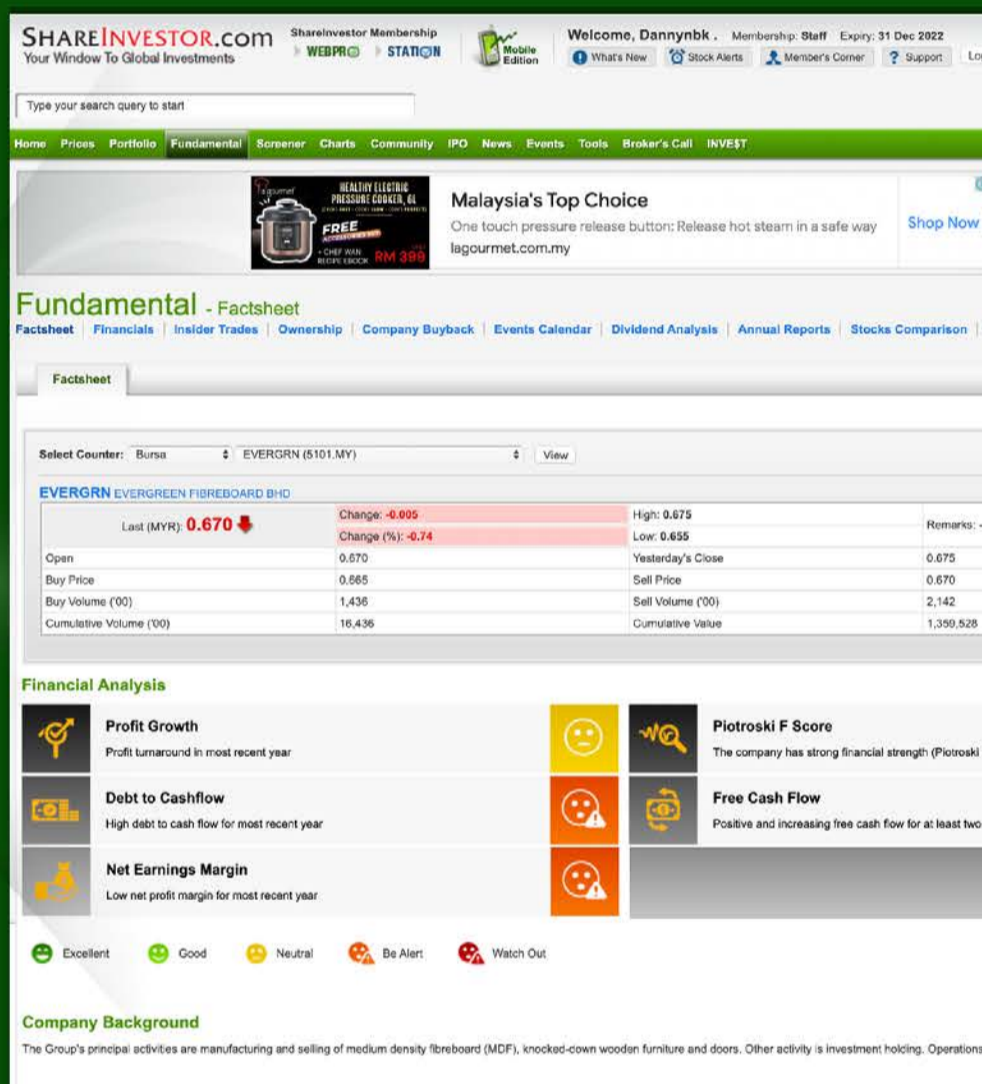 SHAREINVESTOR.com
Your Window To Global Investments
ShareInvestor Membership
WEBPRO STATION
Mobile Edition
Welcome, Dannynbk . Membership: Staff Expiry: 31 Dec 2022
What's New Stock Alerts Member's Corner ? Support
Type your search query to start
Home Prices Portfolio Fundamental Screener Charts Community IPO News Events Tools Broker's Call INVE$T
lagourmet
HEALTHY ELECTRIC
PRESSURE COOKER, 6L
FREE
+ CHEF WAN
RECIPE EBOOK
RM 399
Malaysia's Top Choice
One touch pressure release button: Release hot steam in a safe way
lagourmet.com.my
Shop Now
Fundamental - Factsheet
Factsheet | Financials | Insider Trades | Ownership | Company Buyback | Events Calendar | Dividend Analysis | Annual Reports | Stocks Comparison |
Factsheet
Select Counter: Bursa EVERGRN (5101.MY) View
EVERGRN EVERGREEN FIBREBOARD BHD
Last (MYR): 0.670 Change: -0.005 High: 0.675 Remarks: -
Change (%): -0.74 Low: 0.655
Open 0.670 Yesterday's Close 0.675
Buy Price 0.665 Sell Price 0.670
Buy Volume ('00) 1,436 Sell Volume ('00) 2,142
Cumulative Volume ('00) 16,436 Cumulative Value 1,359,528
Financial Analysis
Profit Growth
Profit turnaround in most recent year
Piotroski F Score
The company has strong financial strength (Piotroski
Debt to Cashflow
High debt to cash flow for most recent year
Free Cash Flow
Positive and increasing free cash flow for at least two
Net Earnings Margin
Low net profit margin for most recent year
Excellent Good Neutral Be Alert Watch Out
Company Background
The Group's principal activities are manufacturing and selling of medium density fibreboard (MDF), knocked-down wooden furniture and doors. Other activity is investment holding. Operations